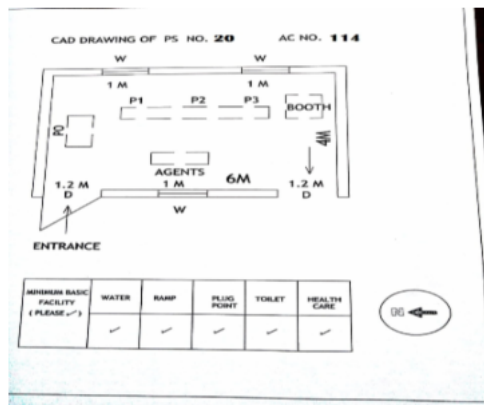 CAD DRAWING OF PS NO. 20 AC NO. 114
W W
1 M 1 M
P1 P2 P3
BOOTH
PO
4M
AGENTS
6M
1.2 M 1 M 1.2 M
D D
W
ENTRANCE
MINIMUM BASIC FACILITY ( PLEASE ✓ )
WATER
RAMP
PLUG POINT
TOILET
HEALTH CARE
✓ ✓ ✓ ✓ ✓